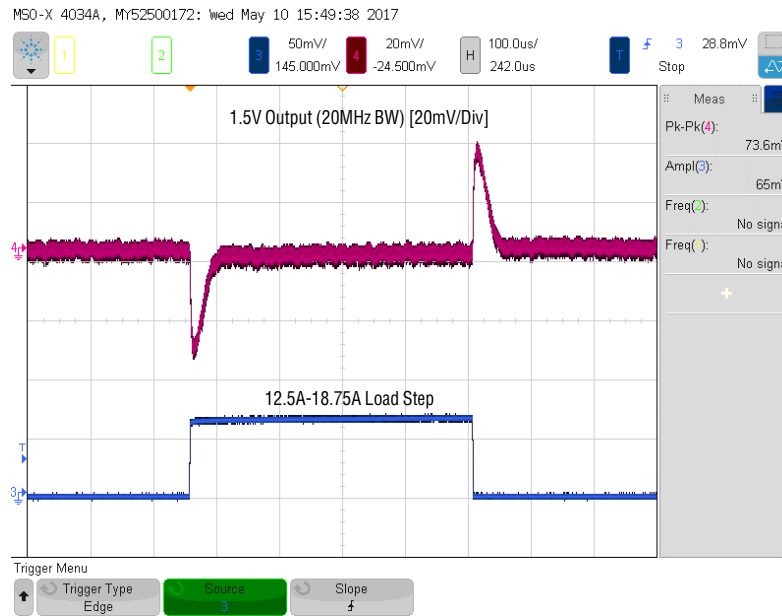 MSO-X 4034A, MY52500172: Wed May 10 15:49:38 2017
1
2
3 50mV/ 145.000mV
4 20mV/ -24.500mV
H 100.0us/ 242.0us
T 3 28.8mV
Stop
1.5V Output (20MHz BW) [20mV/Div]
Meas
Pk-Pk(4):
73.6m
Ampl(3):
65m
Freq(2):
No signa
Freq(1):
No signa
4
12.5A-18.75A Load Step
T
3
Trigger Menu
Trigger Type
Edge
Source
3
Slope